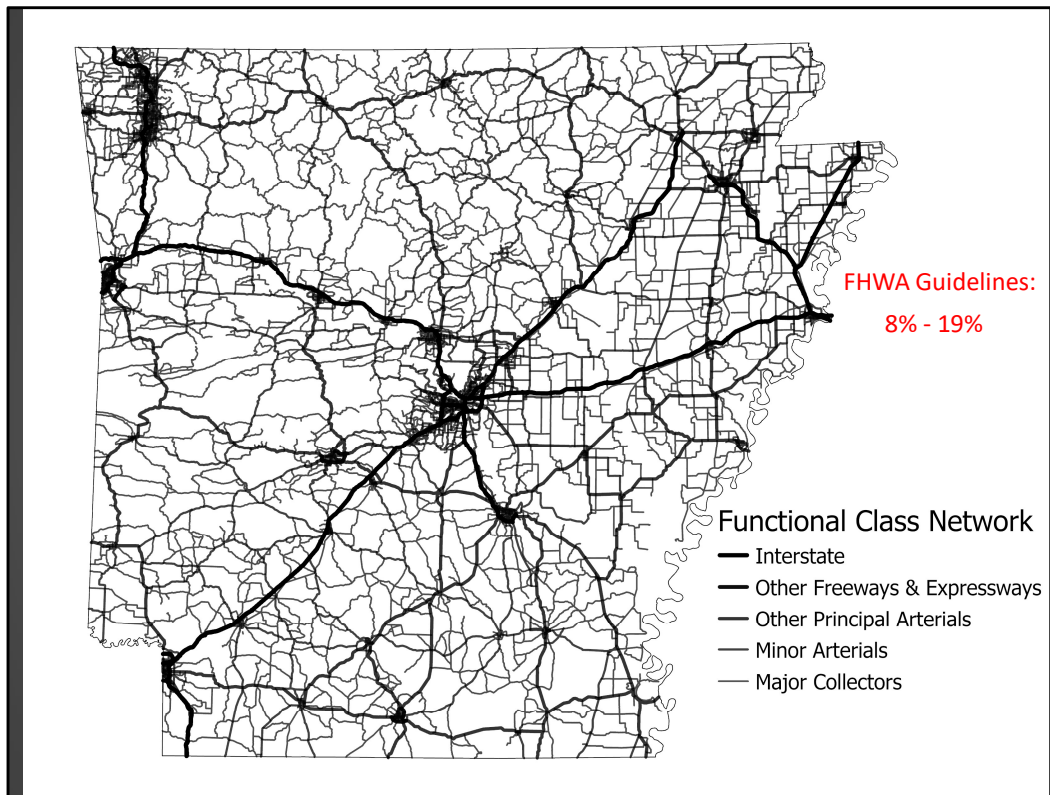 FHWA Guidelines:
8% - 19%
Functional Class Network
Interstate
Other Freeways & Expressways
Other Principal Arterials
Minor Arterials
Major Collectors